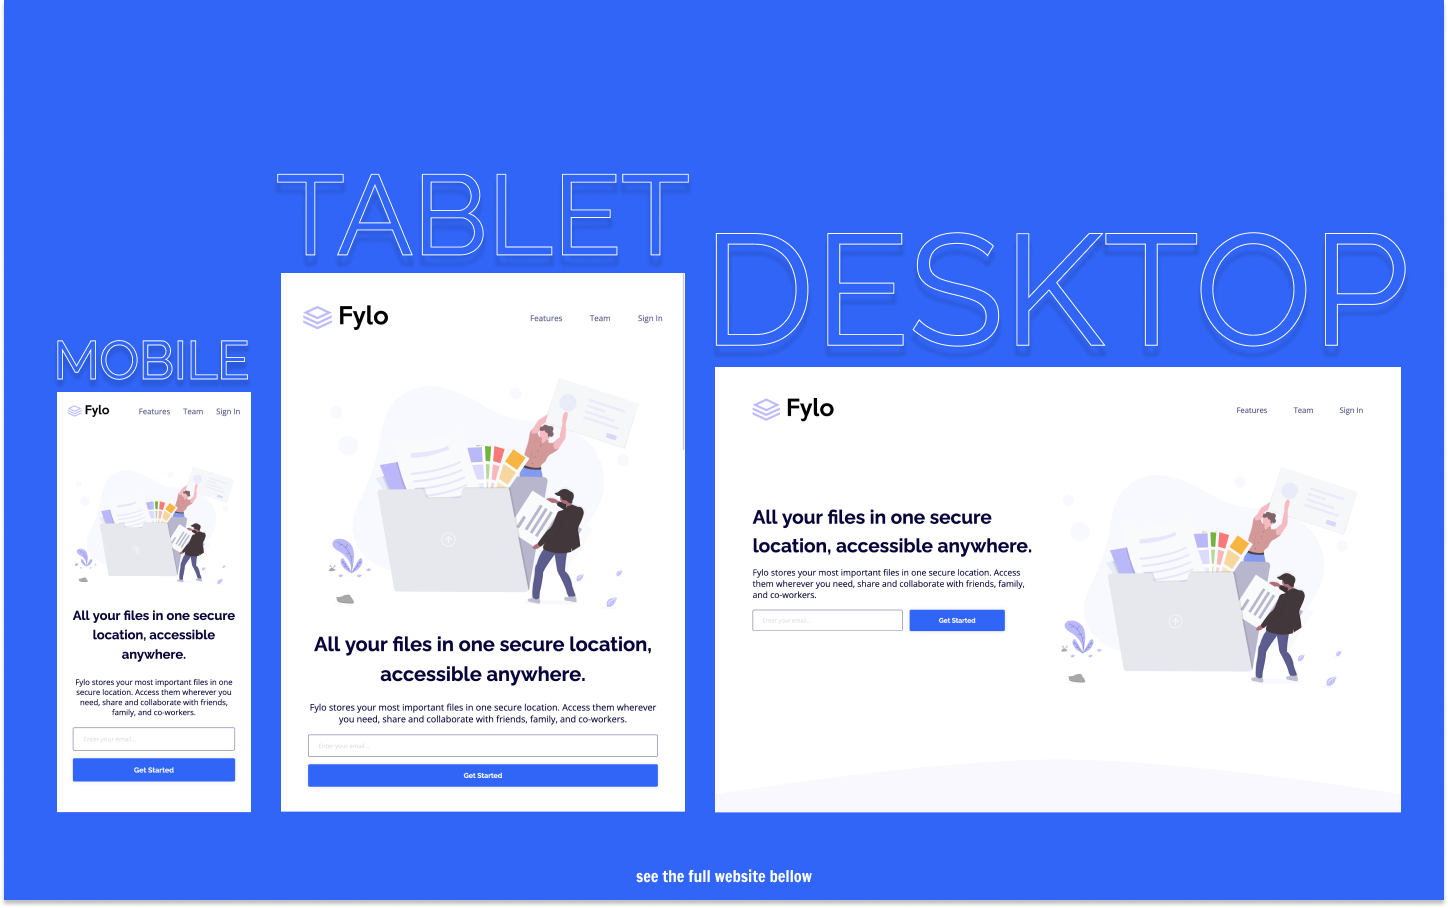 TABLET
DESKTOP
MOBILE
Fylo
Features Team Sign In
All your files in one secure
location, accessible
anywhere.
Fylo stores your most important files in one
secure location. Access them wherever you
need, share and collaborate with friends,
family, and co-workers.
Enter your email...
Get Started
Fylo
Features Team Sign In
All your files in one secure location,
accessible anywhere.
Fylo stores your most important files in one secure location. Access them wherever
you need, share and collaborate with friends, family, and co-workers.
Enter your email...
Get Started
Fylo
Features Team Sign In
All your files in one secure
location, accessible anywhere.
Fylo stores your most important files in one secure location. Access
them wherever you need, share and collaborate with friends, family,
and co-workers.
Enter your email...
Get Started
see the full website bellow